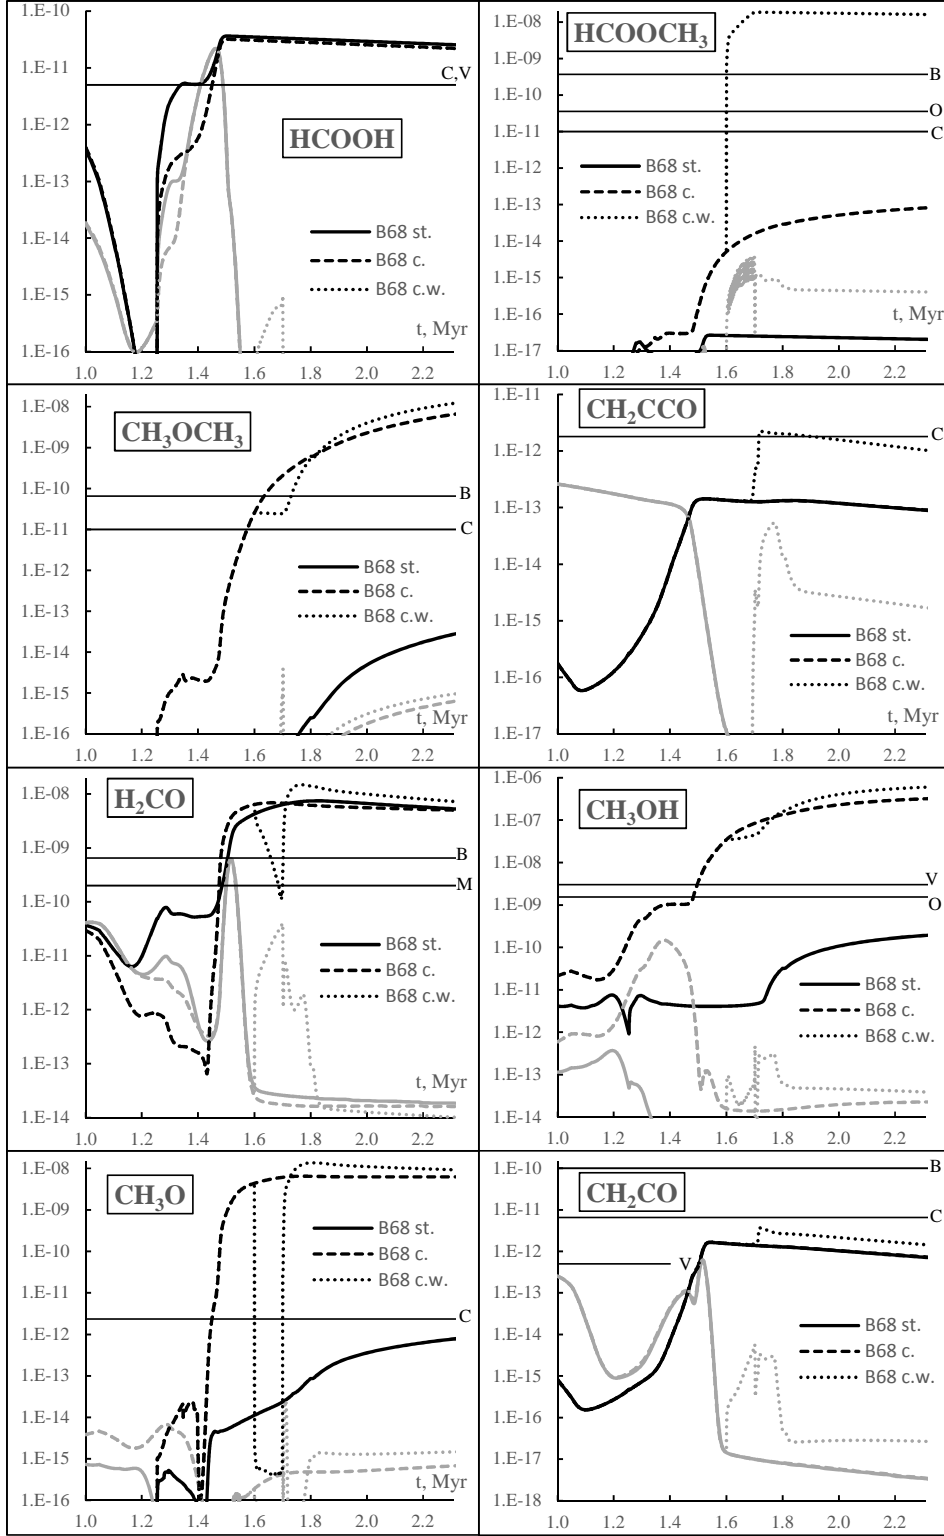 1.E-10
1.E-11
1.E-12
1.E-13
1.E-14
1.E-15
1.E-16
C,V
HCOOH
B68 st.
B68 c.
B68 c.w.
t, Myr
1.0 1.2 1.4 1.6 1.8 2.0 2.2
1.E-08
1.E-09
1.E-10
1.E-11
1.E-12
1.E-13
1.E-14
1.E-15
1.E-16
1.E-17
HCOOCH₃
B
O
C
B68 st.
B68 c.
B68 c.w.
t, Myr
1.0 1.2 1.4 1.6 1.8 2.0 2.2
1.E-08
1.E-09
1.E-10
1.E-11
1.E-12
1.E-13
1.E-14
1.E-15
1.E-16
CH₃OCH₃
B
C
B68 st.
B68 c.
B68 c.w.
t, Myr
1.0 1.2 1.4 1.6 1.8 2.0 2.2
1.E-11
1.E-12
1.E-13
1.E-14
1.E-15
1.E-16
1.E-17
CH₂CCO
C
B68 st.
B68 c.
B68 c.w.
t, Myr
1.0 1.2 1.4 1.6 1.8 2.0 2.2
1.E-08
1.E-09
1.E-10
1.E-11
1.E-12
1.E-13
1.E-14
H₂CO
B
M
B68 st.
B68 c.
B68 c.w.
t, Myr
1.0 1.2 1.4 1.6 1.8 2.0 2.2
1.E-06
1.E-07
1.E-08
1.E-09
1.E-10
1.E-11
1.E-12
1.E-13
1.E-14
CH₃OH
V
O
B68 st.
B68 c.
B68 c.w.
1.0 1.2 1.4 1.6 1.8 2.0 2.2
1.E-08
1.E-09
1.E-10
1.E-11
1.E-12
1.E-13
1.E-14
1.E-15
1.E-16
CH₃O
C
B68 st.
B68 c.
B68 c.w.
t, Myr
1.0 1.2 1.4 1.6 1.8 2.0 2.2
1.E-10
1.E-11
1.E-12
1.E-13
1.E-14
1.E-15
1.E-16
1.E-17
1.E-18
CH₂CO
B
C
V
B68 st.
B68 c.
B68 c.w.
1.0 1.2 1.4 1.6 1.8 2.0 2.2